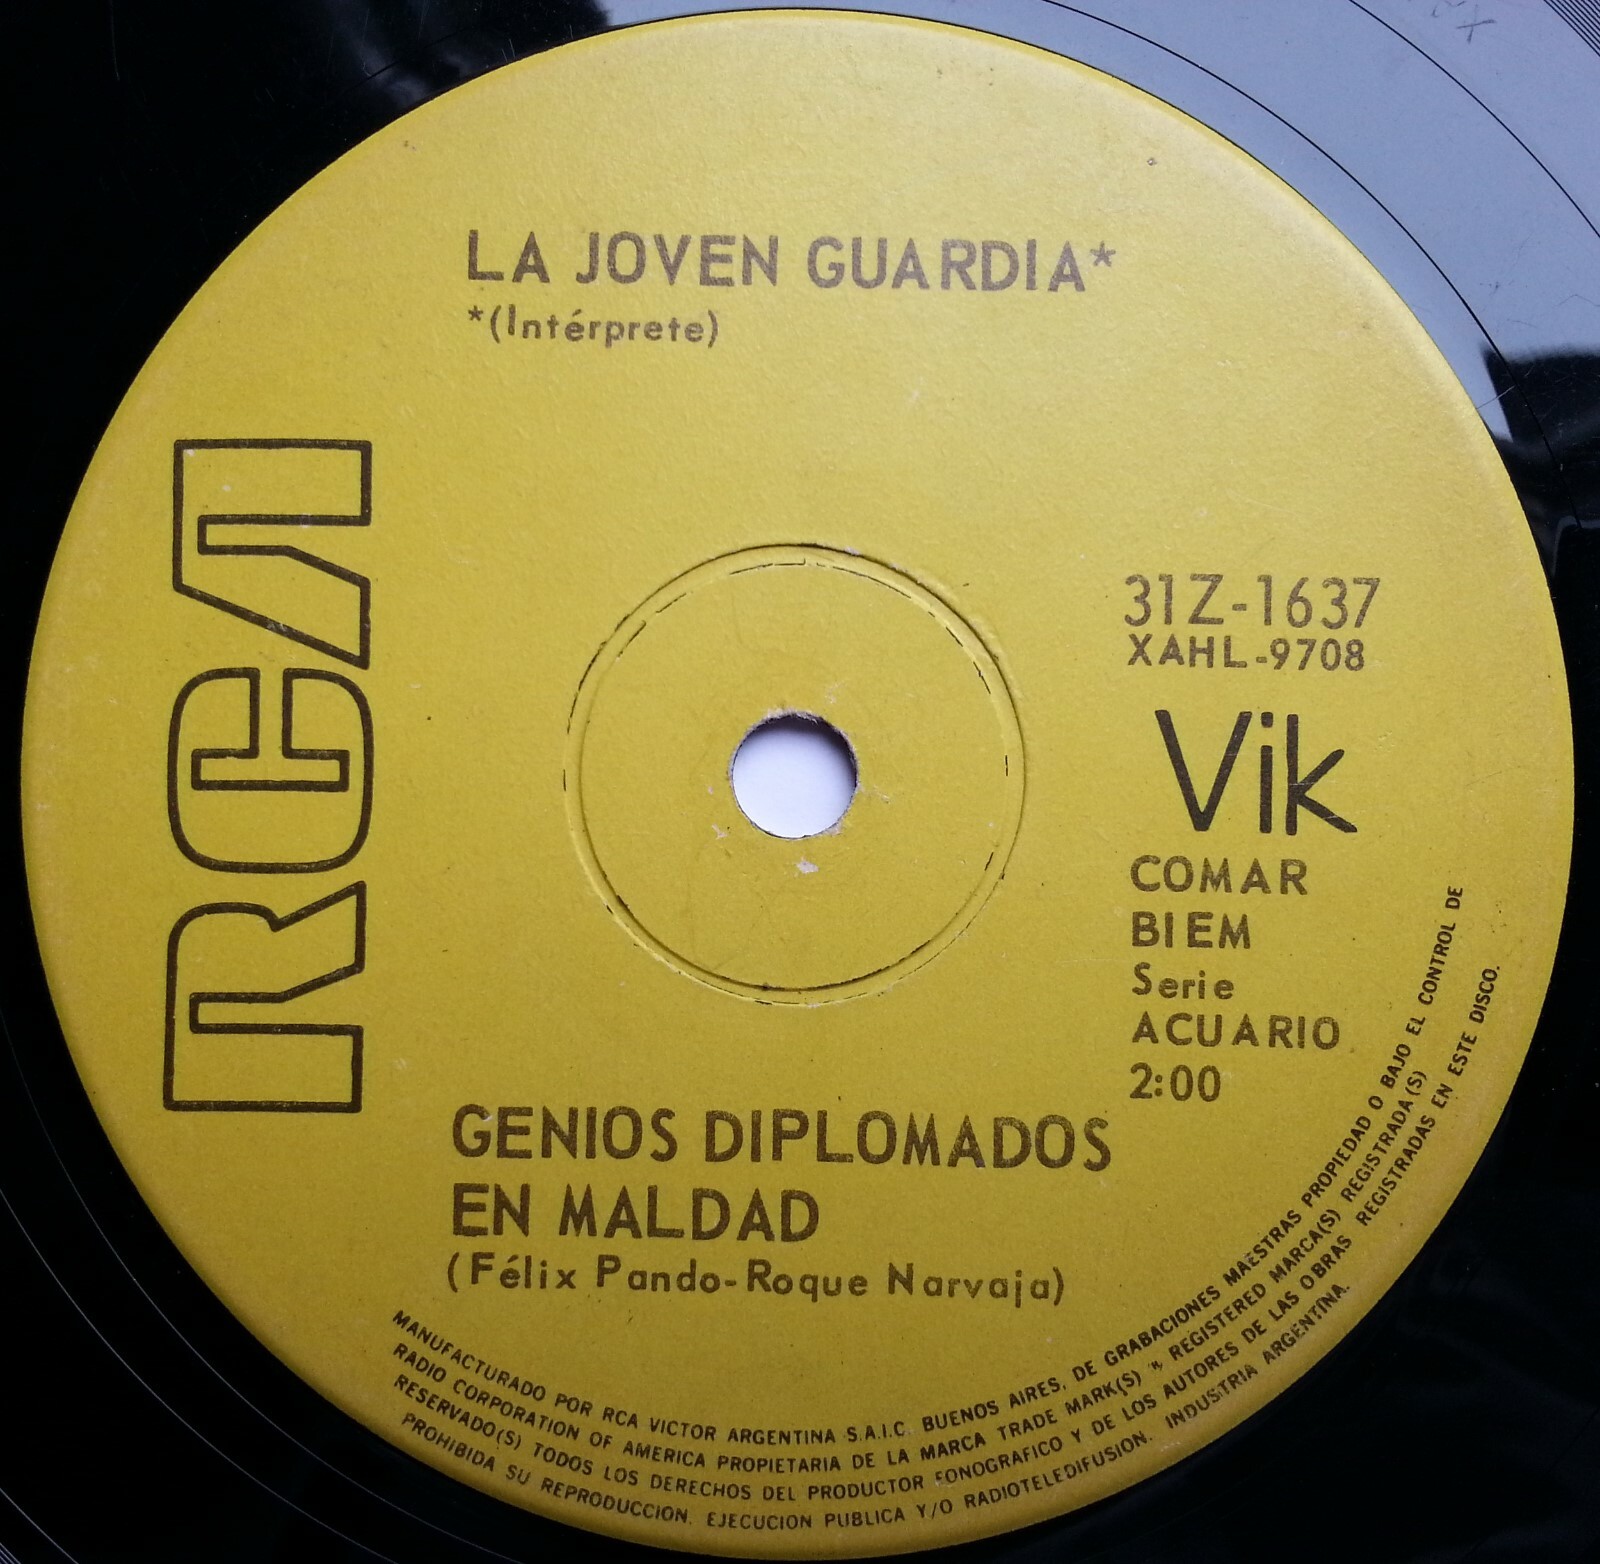 LA JOVEN GUARDIA*
*(Intérprete)
RCA
31Z-1637
XAHL-9708
Vik
COMAR
BIEM
Serie
ACUARIO
2:00
GENIOS DIPLOMADOS
EN MALDAD
(Félix Pando-Roque Narvaja)
MANUFACTURADO POR RCA VICTOR ARGENTINA S.A.I.C. BUENOS AIRES, DE GRABACIONES MAESTRAS PROPIEDAD O BAJO EL CONTROL DE
RADIO CORPORATION OF AMERICA PROPIETARIA DE LA MARCA TRADE MARK(S) " REGISTERED MARCA(S) REGISTRADA(S)
RESERVADO(S) TODOS LOS DERECHOS DEL PRODUCTOR FONOGRAFICO Y DE LOS AUTORES DE LAS OBRAS REGISTRADAS EN ESTE DISCO.
PROHIBIDA SU REPRODUCCION, EJECUCION PUBLICA Y/O RADIOTELEDIFUSION. INDUSTRIA ARGENTINA.